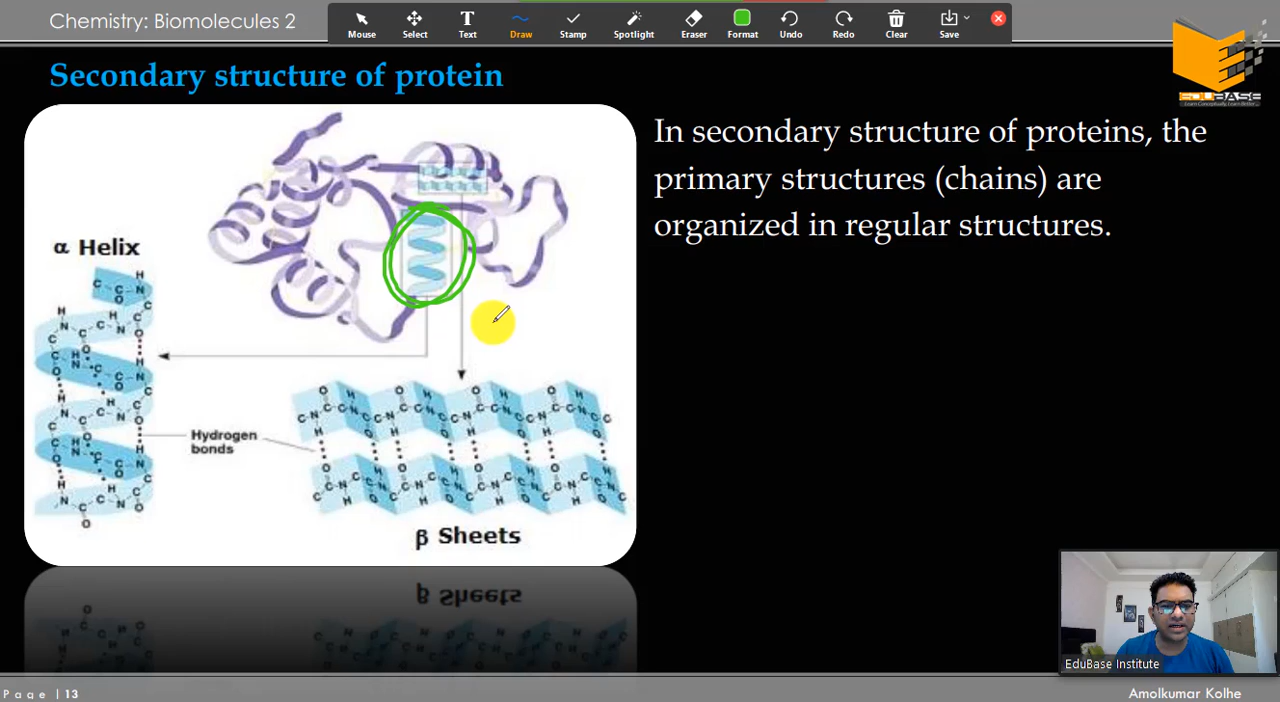 Chemistry: Biomolecules 2
Mouse
Select
Text
Draw
Stamp
Spotlight
Eraser
Format
Undo
Redo
Clear
Save
EDUBASE
Secondary structure of protein
In secondary structure of proteins, the
primary structures (chains) are
organized in regular structures.
α Helix
Hydrogen
bonds
β Sheets
EduBase Institute
Page | 13
Amolkumar Kolhe